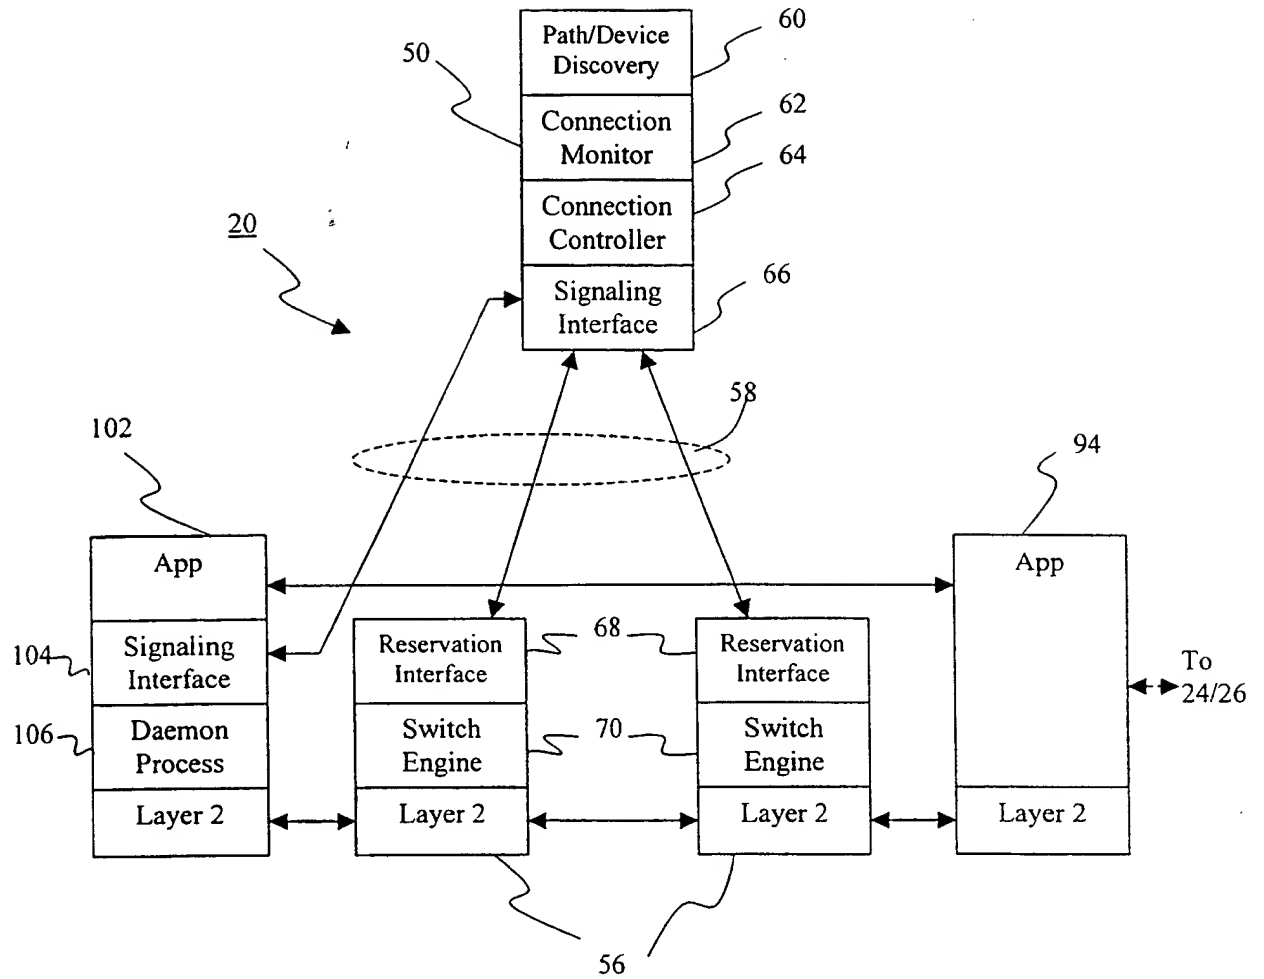 Path/Device
Discovery
60
50
Connection
Monitor
62
64
Connection
Controller
20
Signaling
Interface
66
58
102
94
App
App
Signaling
Interface
104
Reservation
Interface
68
Reservation
Interface
To
24/26
106
Daemon
Process
Switch
Engine
70
Switch
Engine
Layer 2
Layer 2
Layer 2
Layer 2
56